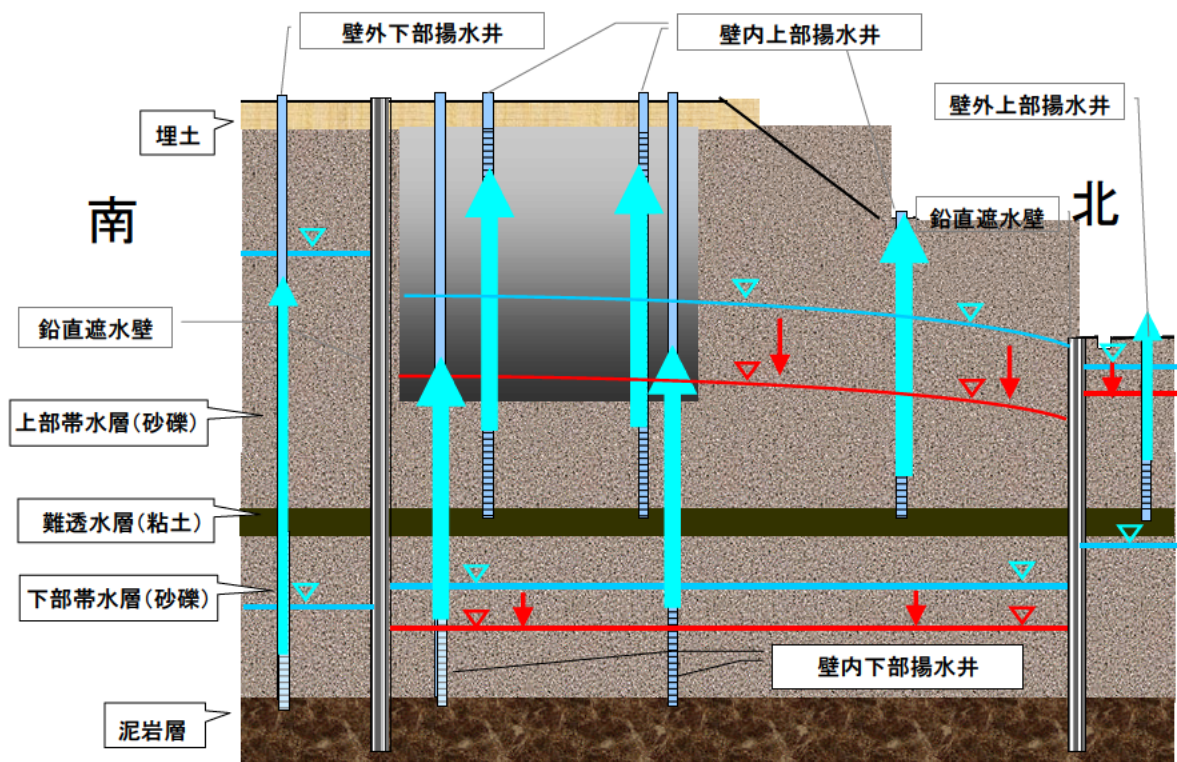 壁外下部揚水井
壁内上部揚水井
壁外上部揚水井
埋土
南
鉛直遮水壁
北
鉛直遮水壁
上部帯水層(砂礫)
難透水層(粘土)
下部帯水層(砂礫)
壁内下部揚水井
泥岩層